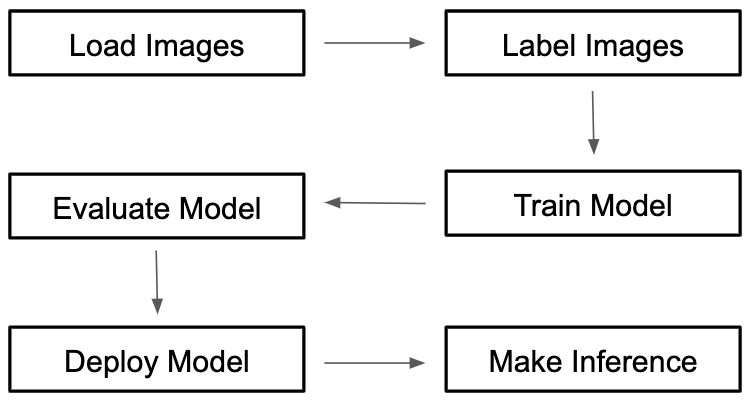 Load Images
Label Images
Train Model
Evaluate Model
Deploy Model
Make Inference